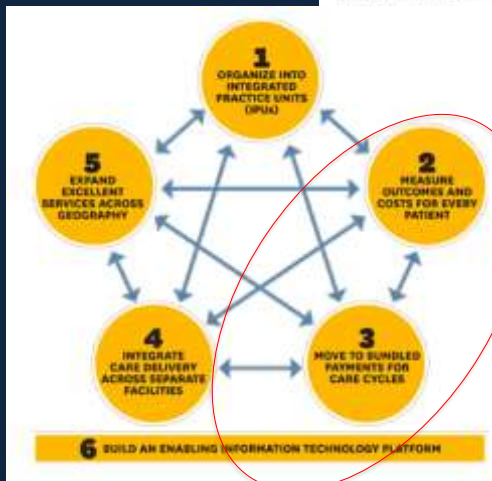 1
ORGANIZE INTO
INTEGRATED
PRACTICE UNITS
(IPUs)
2
MEASURE
OUTCOMES AND
COSTS FOR EVERY
PATIENT
3
MOVE TO BUNDLED
PAYMENTS FOR
CARE CYCLES
4
INTEGRATE
CARE DELIVERY
ACROSS SEPARATE
FACILITIES
5
EXPAND
EXCELLENT
SERVICES ACROSS
GEOGRAPHY
6 BUILD AN ENABLING INFORMATION TECHNOLOGY PLATFORM